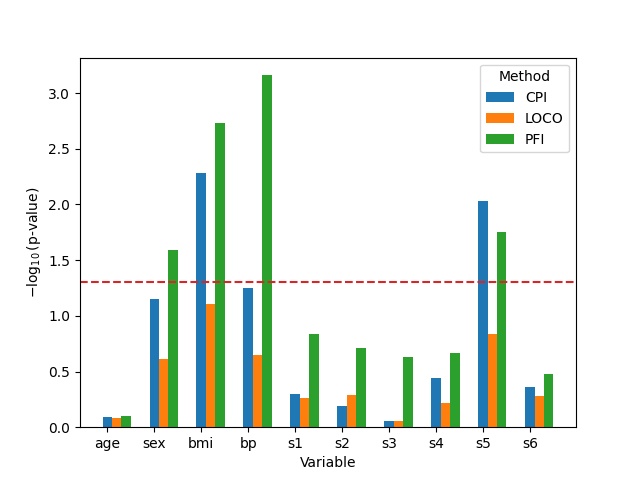 Method
CPI
LOCO
PFI
3.0
2.5
2.0
1.5
1.0
0.5
0.0
−log₁₀(p-value)
age sex bmi bp s1 s2 s3 s4 s5 s6
Variable